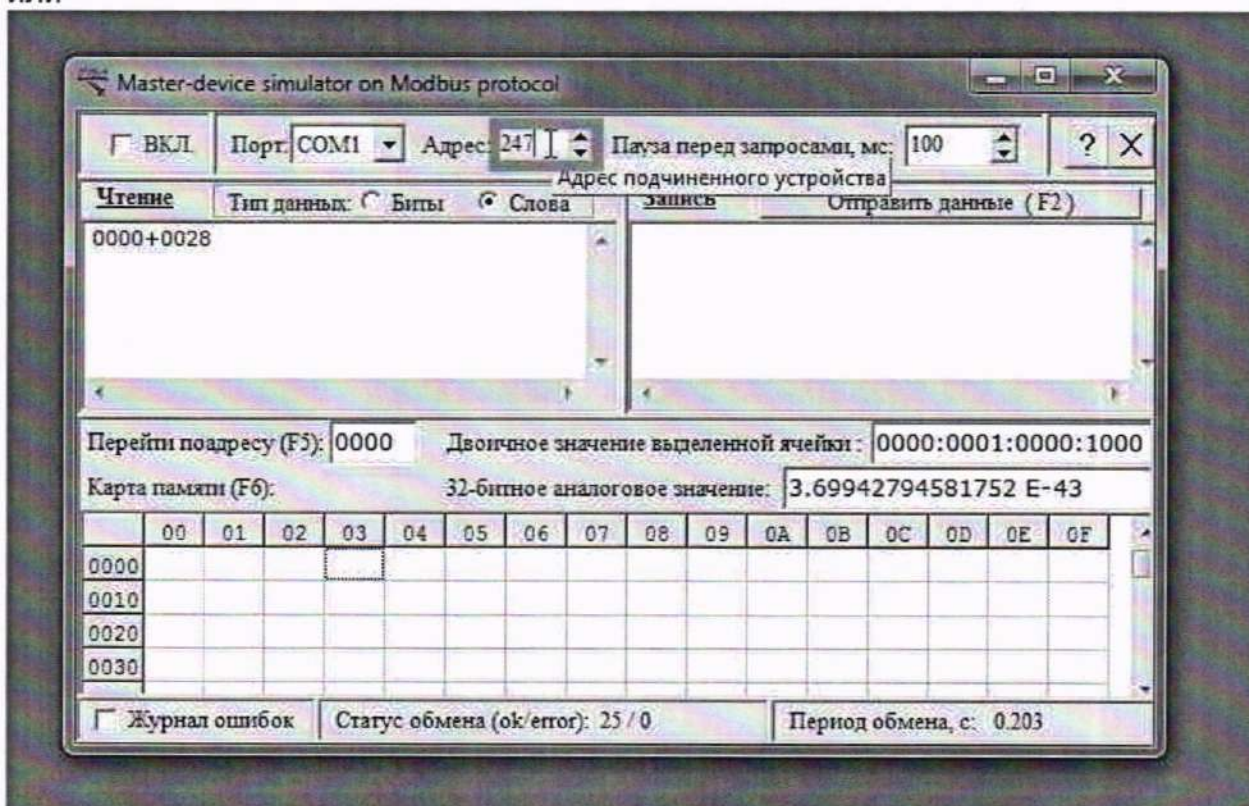 или
Master-device simulator on Modbus protocol
ВКЛ. Порт: COM1 Адрес: 247 Пауза перед запросами, мс: 100 ? X
Адрес подчиненного устройства
Чтение Тип данных: Биты Слова Запись Отправить данные (F2)
0000+0028
Перейти поадресу (F5): 0000 Двоичное значение выделенной ячейки : 0000:0001:0000:1000
Карта памяти (F6): 32-битное аналоговое значение: 3.69942794581752 E-43
00 01 02 03 04 05 06 07 08 09 0A 0B 0C 0D 0E 0F
0000
0010
0020
0030
Журнал ошибок Статус обмена (ok/error): 25 / 0 Период обмена, с: 0.203